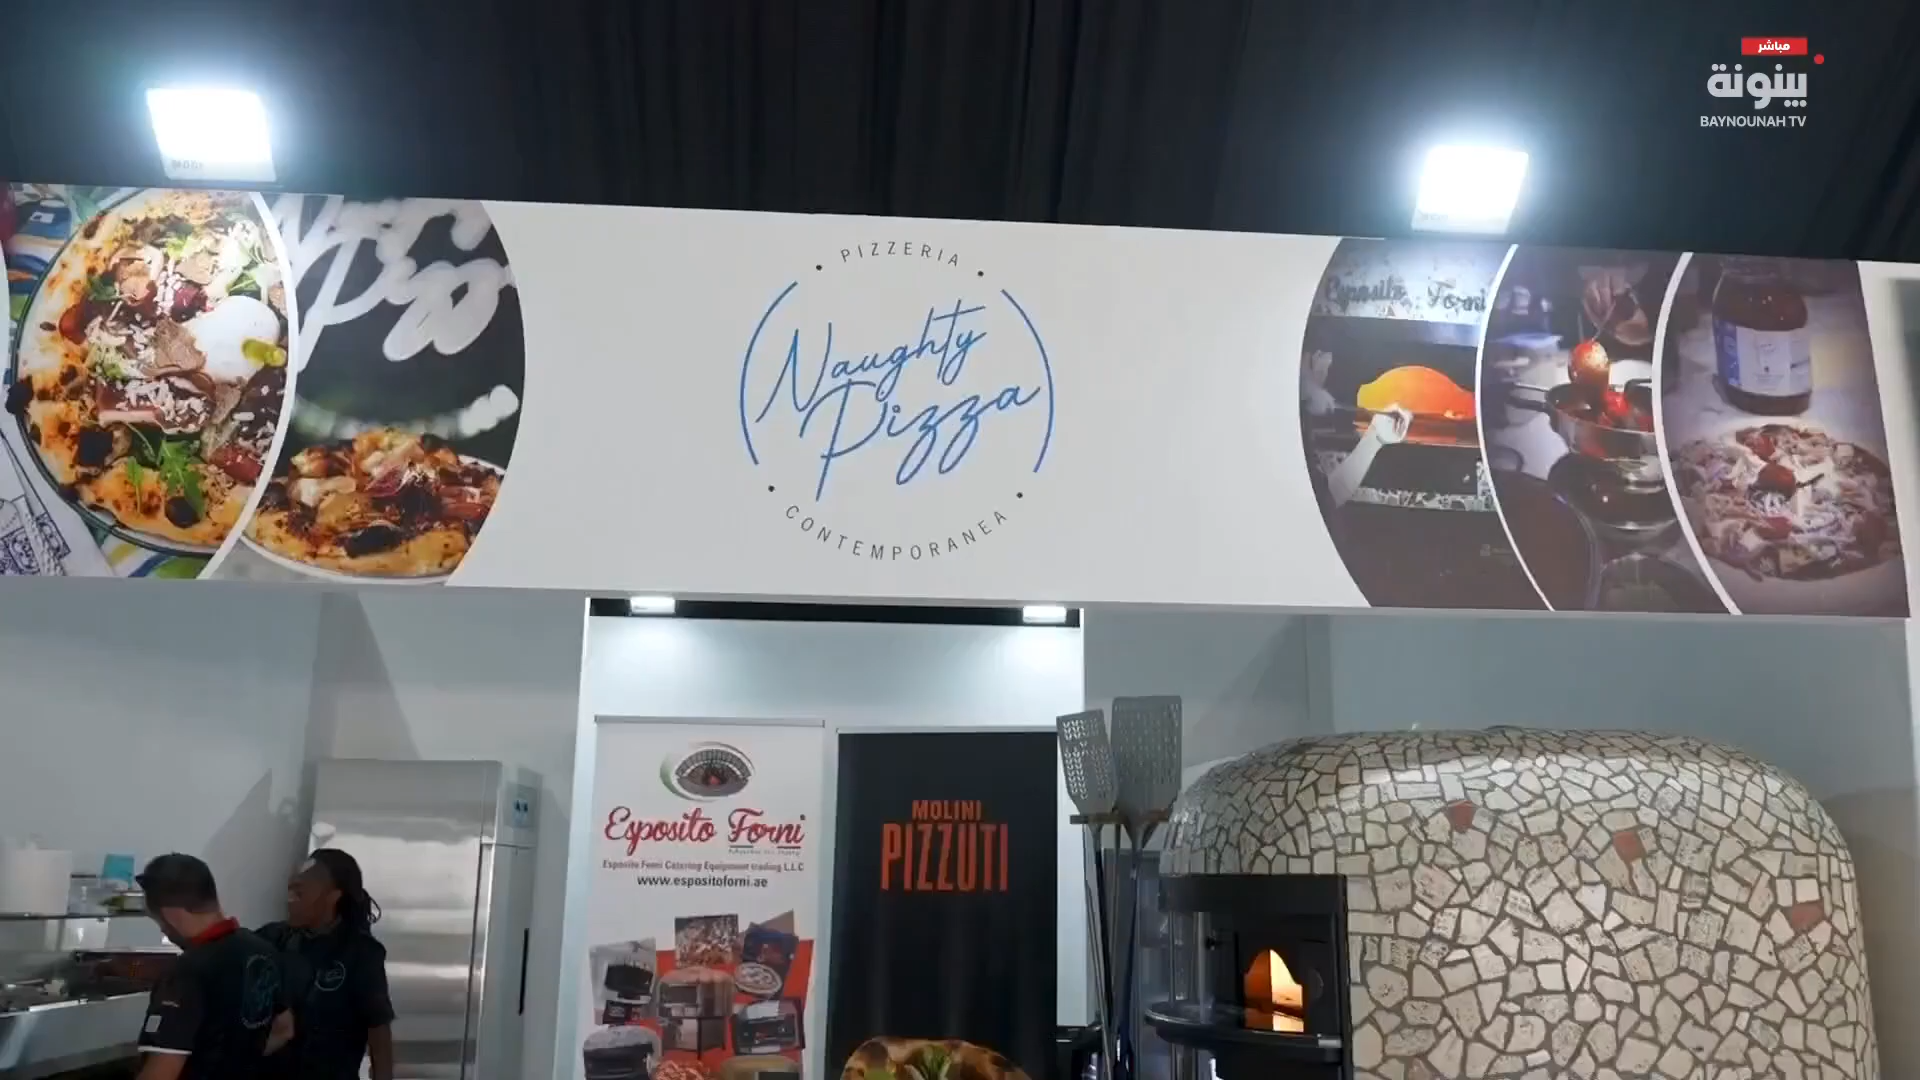 مباشر
بينونة
BAYNOUNAH TV
PIZZERIA
Naughty
Pizza
CONTEMPORANEA
Esposito Forni
Esposito Forni
Esposito Forni Catering Equipment trading L.L.C
www.espositoforni.ae
MOLINI
PIZZUTI